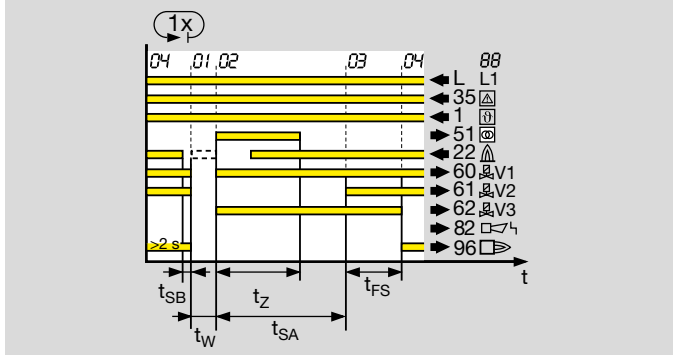 1x
04 01 02 03 04 88
L L1
35
1 ϑ
51
22
60 V1
61 V2
62 V3
82
>2 s 96
t
tSB tZ tFS
tW tSA